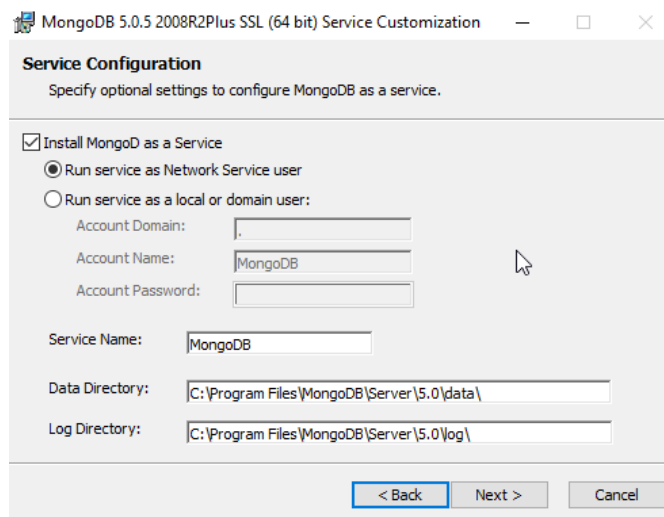 MongoDB 5.0.5 2008R2Plus SSL (64 bit) Service Customization
Service Configuration
Specify optional settings to configure MongoDB as a service.
Install MongoD as a Service
Run service as Network Service user
Run service as a local or domain user:
Account Domain: .
Account Name: MongoDB
Account Password:
Service Name: MongoDB
Data Directory: C:\Program Files\MongoDB\Server\5.0\data\
Log Directory: C:\Program Files\MongoDB\Server\5.0\log\
< Back Next > Cancel